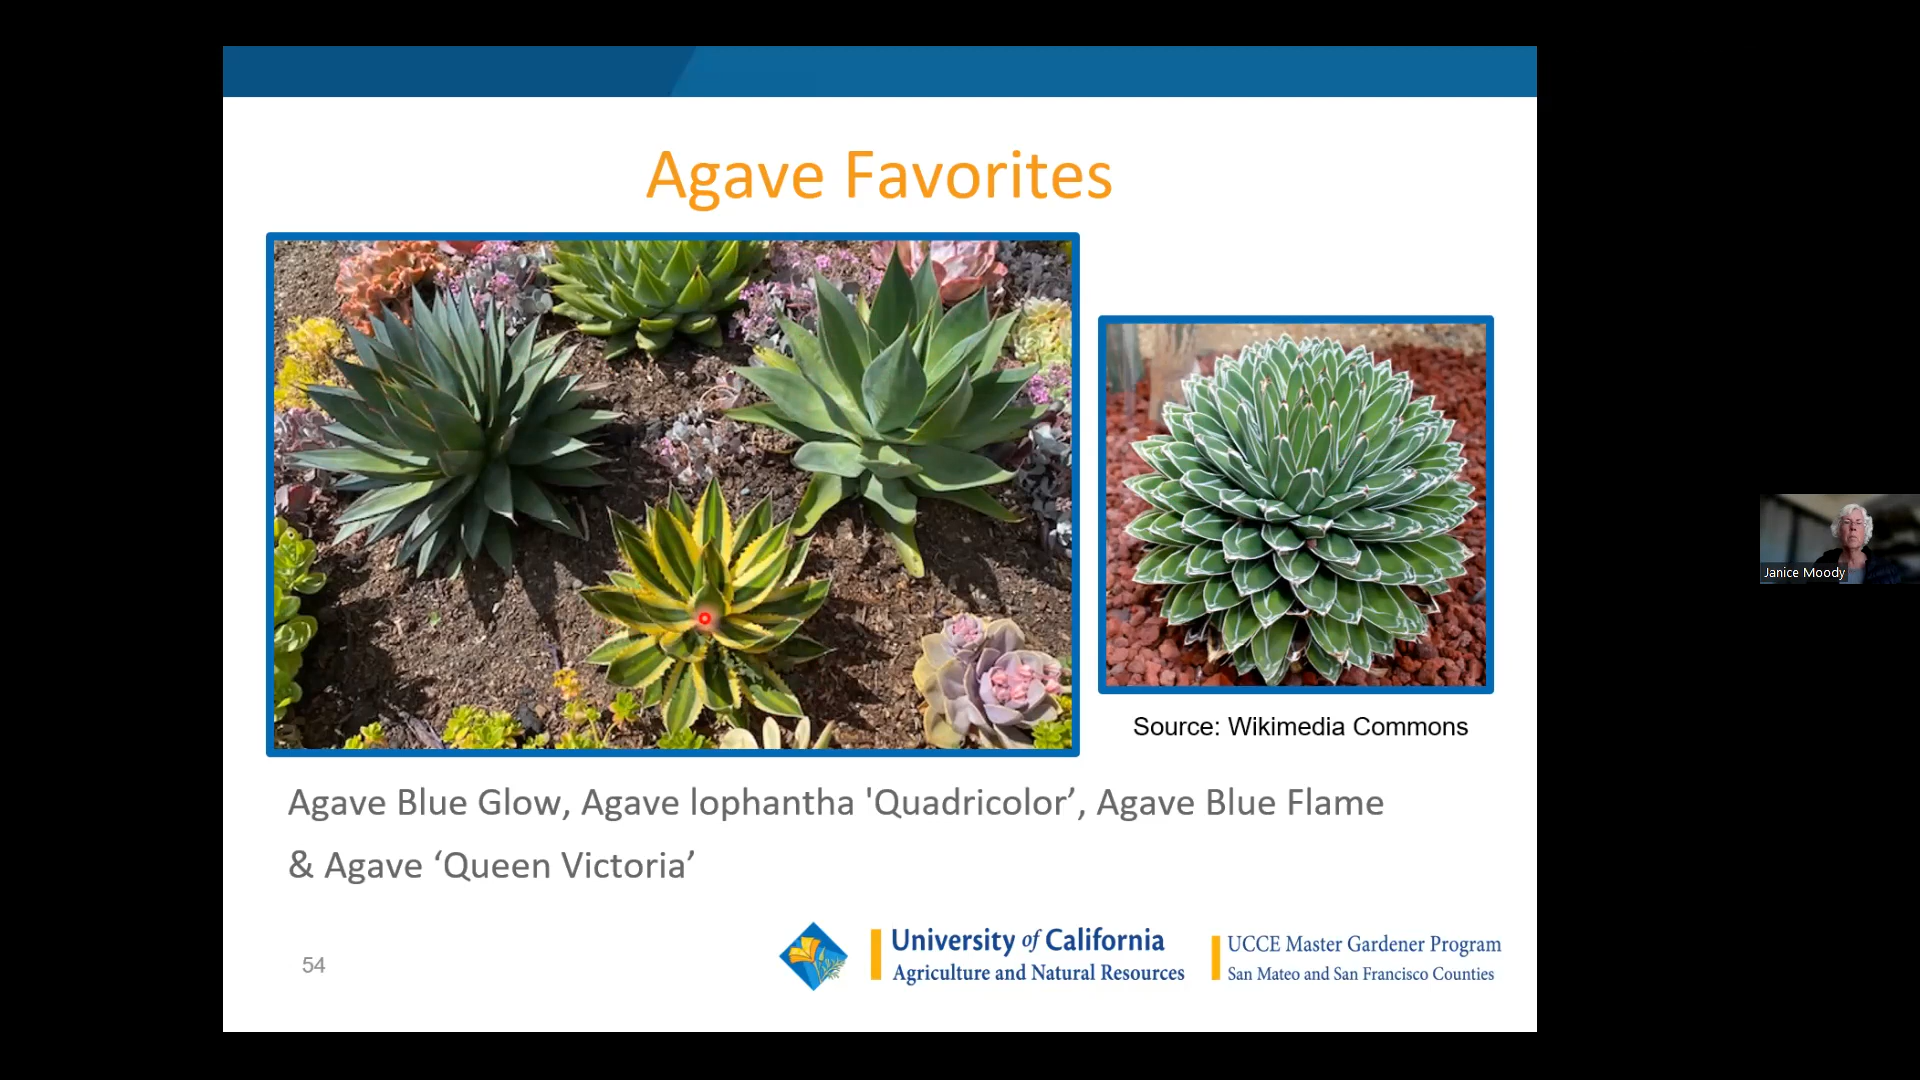 Agave Favorites
Source: Wikimedia Commons
Agave Blue Glow, Agave lophantha 'Quadricolor’, Agave Blue Flame
& Agave ‘Queen Victoria’
54
University of California
Agriculture and Natural Resources
UCCE Master Gardener Program
San Mateo and San Francisco Counties
Janice Moody